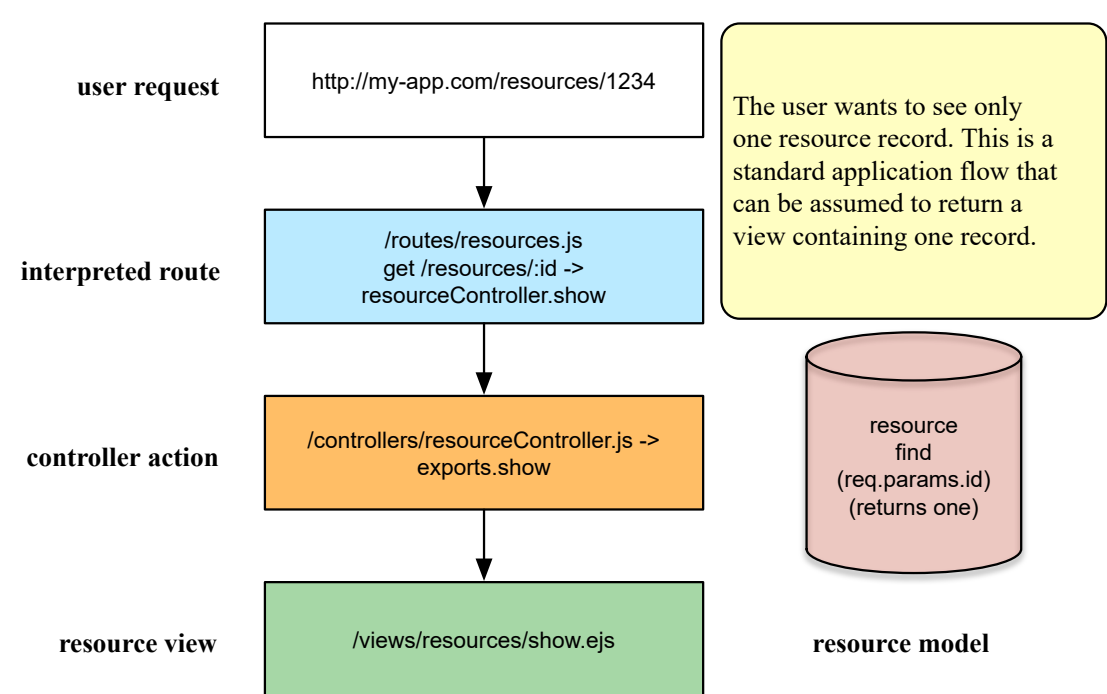 user request
http://my-app.com/resources/1234
The user wants to see only
one resource record. This is a
standard application flow that
can be assumed to return a
view containing one record.
interpreted route
/routes/resources.js
get /resources/:id ->
resourceController.show
controller action
/controllers/resourceController.js ->
exports.show
resource
find
(req.params.id)
(returns one)
resource view
/views/resources/show.ejs
resource model